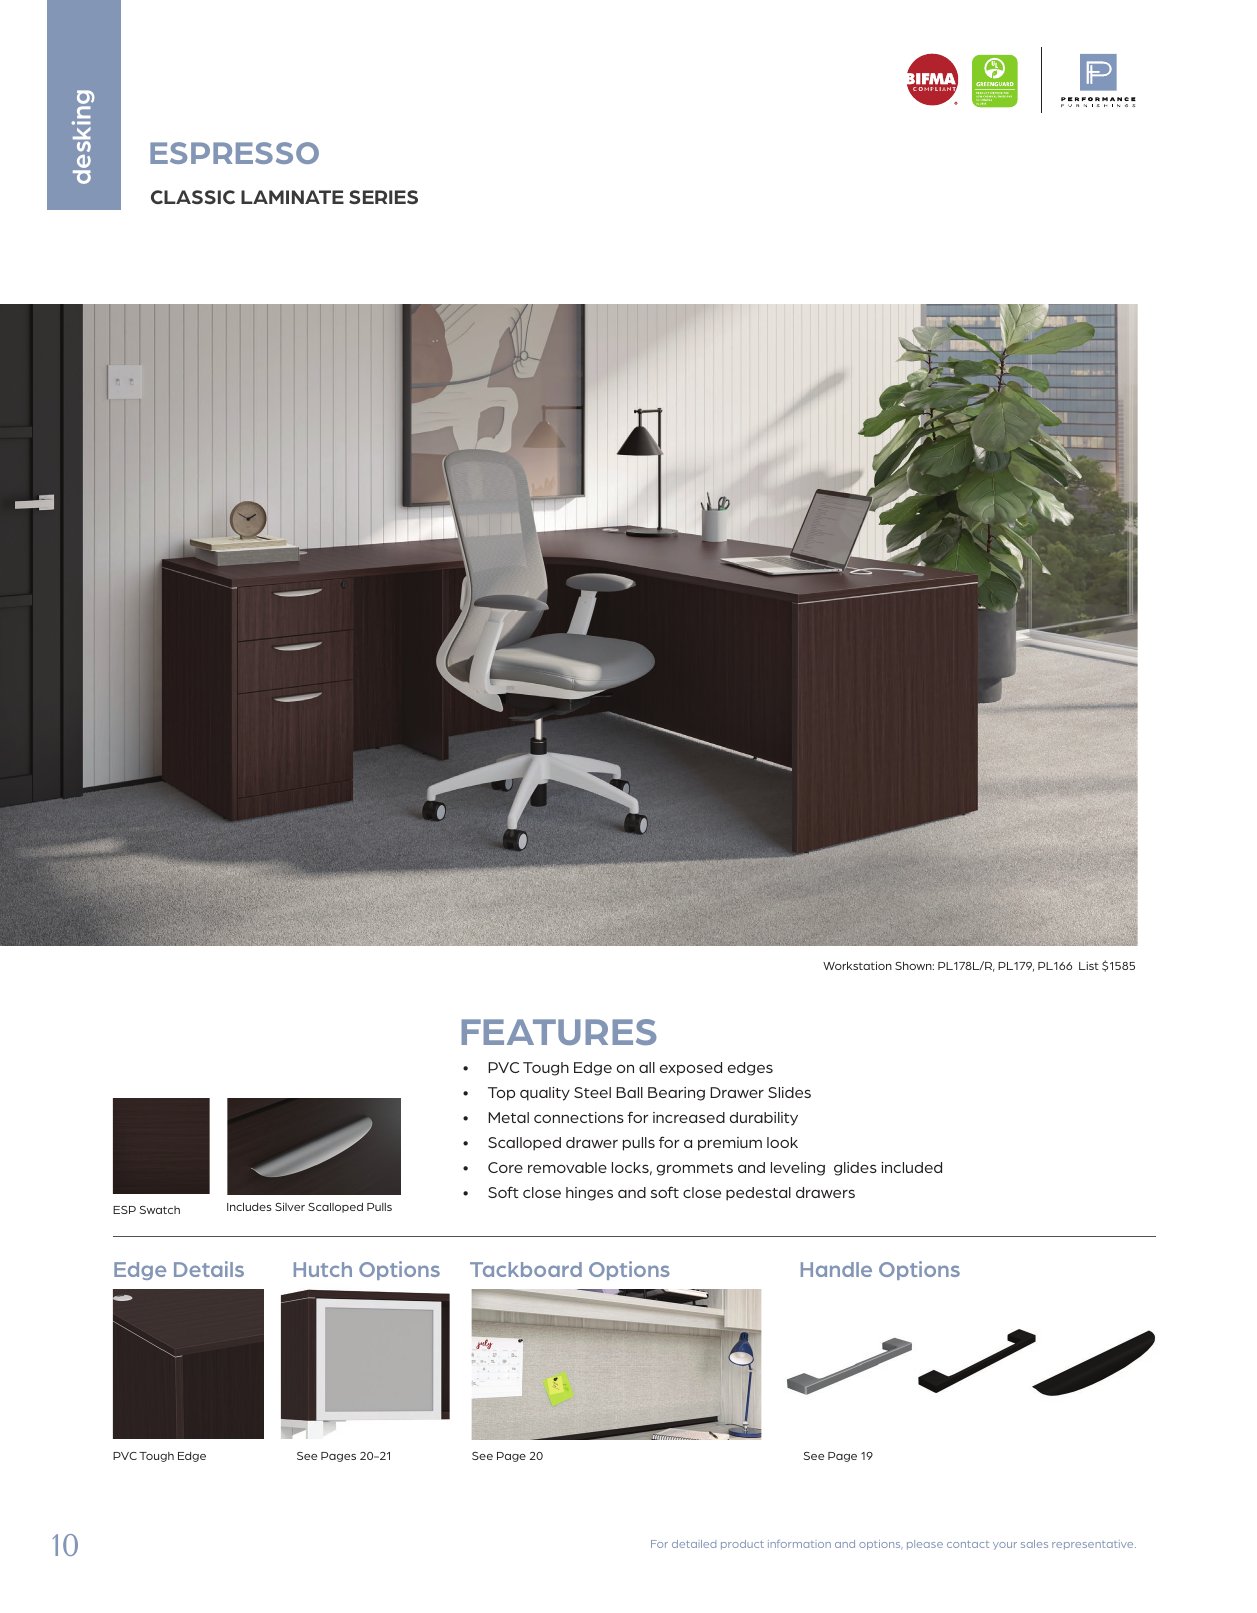 desking
BIFMA
COMPLIANT
GREENGUARD
PERFORMANCE
FURNISHINGS
ESPRESSO
CLASSIC LAMINATE SERIES
Workstation Shown: PL178L/R, PL179, PL166 List $1585
FEATURES
• PVC Tough Edge on all exposed edges
• Top quality Steel Ball Bearing Drawer Slides
• Metal connections for increased durability
• Scalloped drawer pulls for a premium look
• Core removable locks, grommets and leveling glides included
• Soft close hinges and soft close pedestal drawers
ESP Swatch
Includes Silver Scalloped Pulls
Edge Details
Hutch Options
Tackboard Options
Handle Options
july
PVC Tough Edge
See Pages 20-21
See Page 20
See Page 19
10
For detailed product information and options, please contact your sales representative.